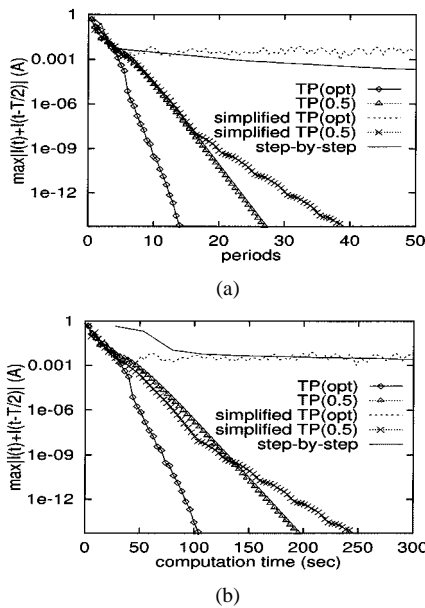 max|I(t)+I(t-T/2)| (A)
1
0.001
1e-06
1e-09
1e-12
TP(opt)
TP(0.5)
simplified TP(opt)
simplified TP(0.5)
step-by-step
0 10 20 30 40 50
periods
(a)
max|I(t)+I(t-T/2)| (A)
1
0.001
1e-06
1e-09
1e-12
TP(opt)
TP(0.5)
simplified TP(opt)
simplified TP(0.5)
step-by-step
0 50 100 150 200 250 300
computation time (sec)
(b)